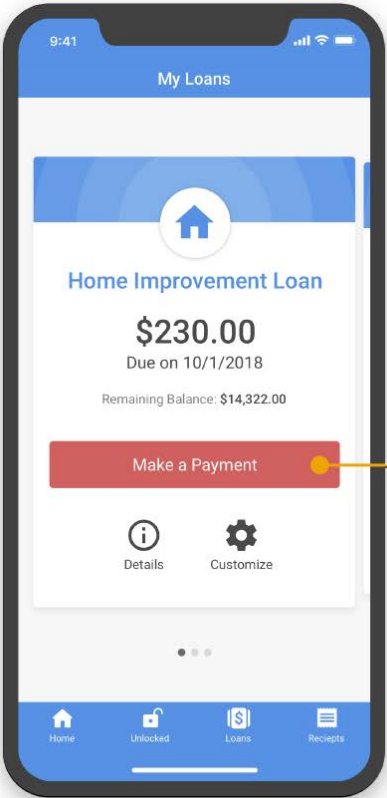 9:41
My Loans
Home Improvement Loan
$230.00
Due on 10/1/2018
Remaining Balance: $14,322.00
Make a Payment
Details
Customize
Home
Unlocked
Loans
Reciepts